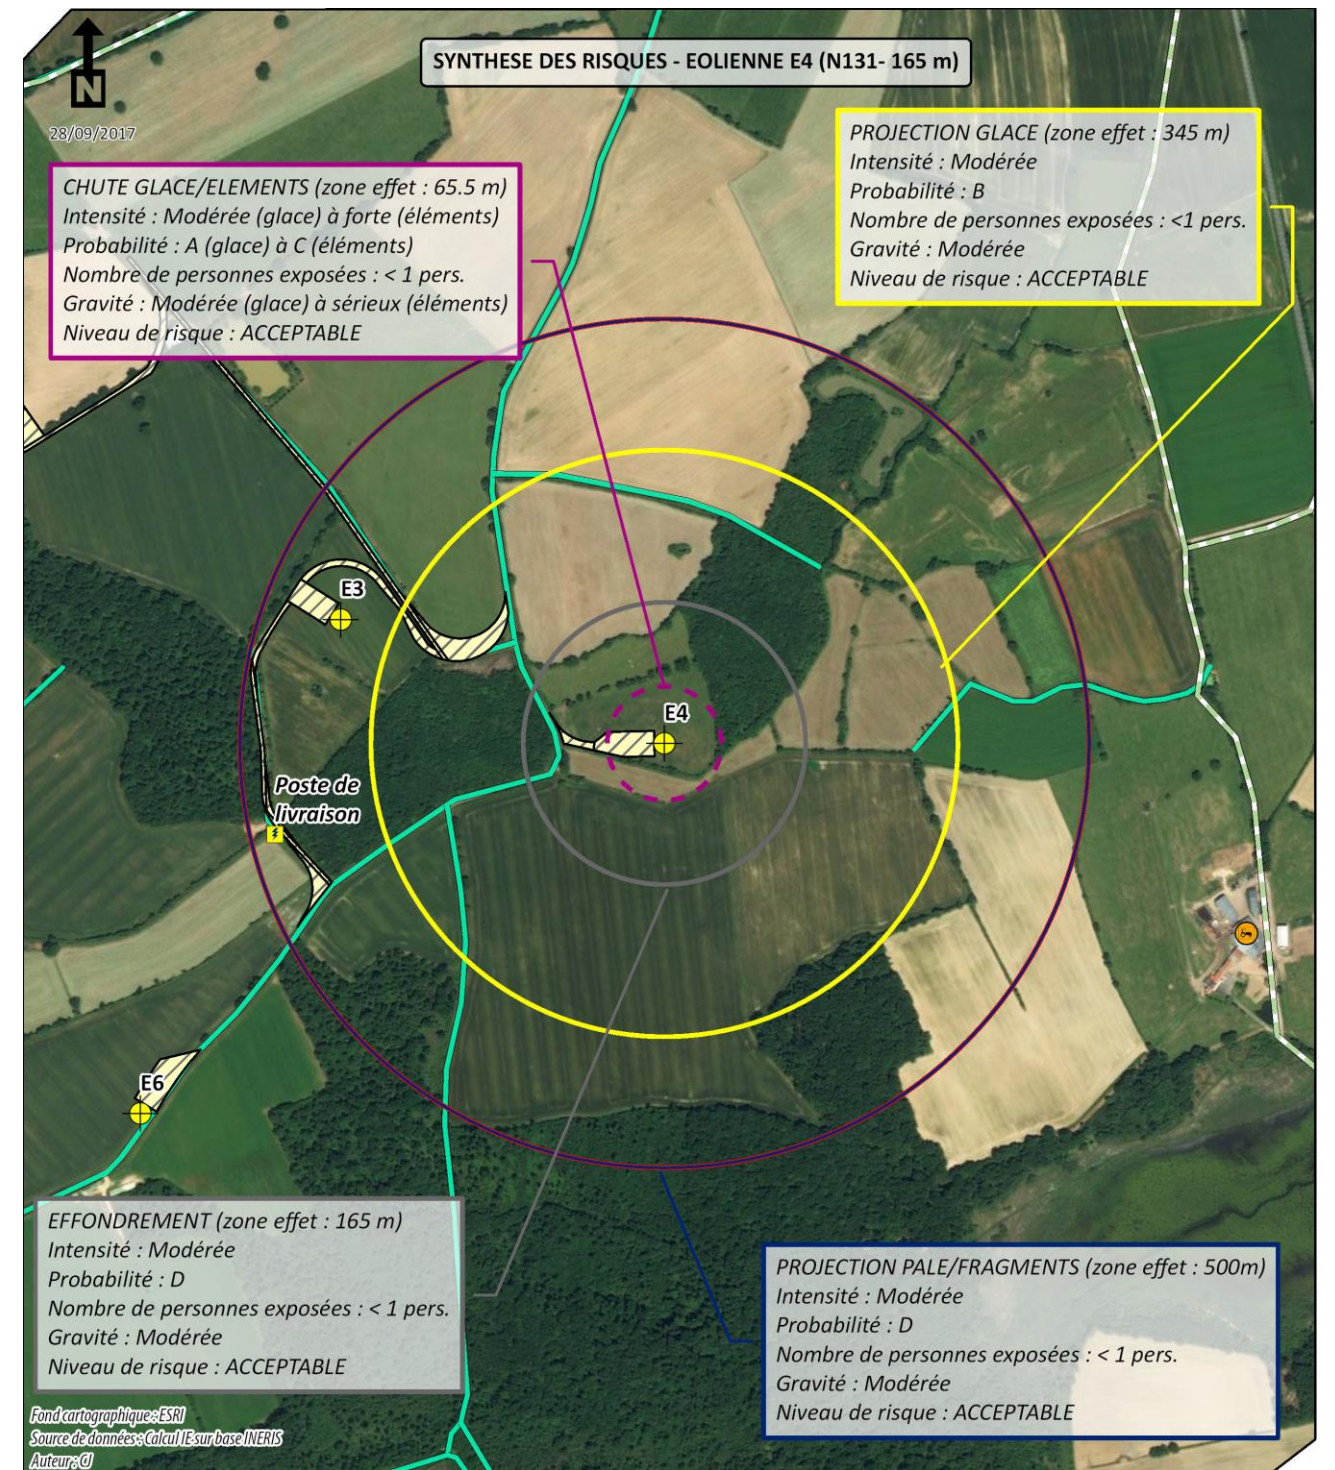 SYNTHESE DES RISQUES - EOLIENNE E4 (N131- 165 m)
N
28/09/2017
PROJECTION GLACE (zone effet : 345 m)
Intensité : Modérée
Probabilité : B
Nombre de personnes exposées : <1 pers.
Gravité : Modérée
Niveau de risque : ACCEPTABLE
CHUTE GLACE/ELEMENTS (zone effet : 65.5 m)
Intensité : Modérée (glace) à forte (éléments)
Probabilité : A (glace) à C (éléments)
Nombre de personnes exposées : < 1 pers.
Gravité : Modérée (glace) à sérieux (éléments)
Niveau de risque : ACCEPTABLE
E3
E4
Poste de
livraison
E6
EFFONDREMENT (zone effet : 165 m)
Intensité : Modérée
Probabilité : D
Nombre de personnes exposées : < 1 pers.
Gravité : Modérée
Niveau de risque : ACCEPTABLE
PROJECTION PALE/FRAGMENTS (zone effet : 500m)
Intensité : Modérée
Probabilité : D
Nombre de personnes exposées : < 1 pers.
Gravité : Modérée
Niveau de risque : ACCEPTABLE
Fond cartographique : ESRI
Source de données : Calcul IE sur base INERIS
Auteur : CJ